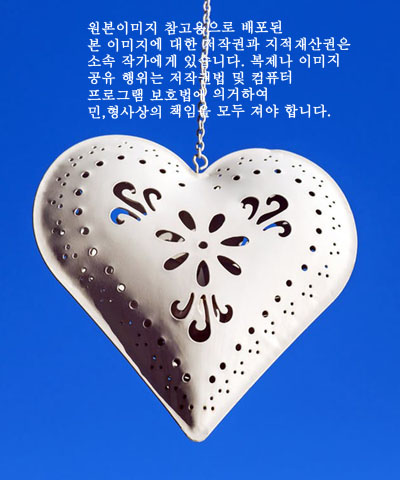 원본이미지 참고용으로 배포된
본 이미지에 대한 저작권과 지적재산권은
소속 작가에게 있습니다. 복제나 이미지
공유 행위는 저작권법 및 컴퓨터
프로그램 보호법에 의거하여
민,형사상의 책임을 모두 져야 합니다.